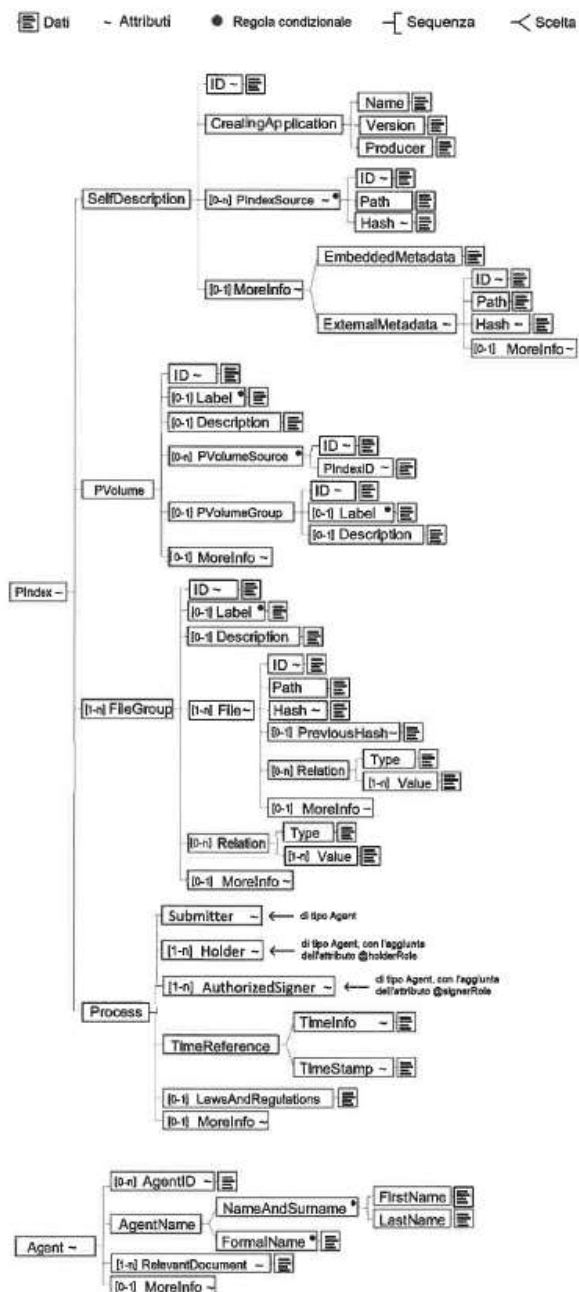 Dati ~ Attributi ● Regola condizionale Sequenza Scelta
ID ~
CreatingApplication
Name
Version
Producer
SelfDescription
[0-n] PIndexSource ~
ID ~
Path
Hash ~
[0-1] MoreInfo ~
EmbeddedMetadata
ExternalMetadata ~
ID ~
Path
Hash ~
[0-1] MoreInfo ~
PVolume
ID ~
[0-1] Label
[0-1] Description
[0-n] PVolumeSource
ID ~
PIndexID ~
[0-1] PVolumeGroup
ID ~
[0-1] Label
[0-1] Description
[0-1] MoreInfo ~
PIndex ~
[1-n] FileGroup
ID ~
[0-1] Label
[0-1] Description
[1-n] File ~
ID ~
Path
Hash ~
[0-1] PreviousHash ~
[0-n] Relation
Type
[1-n] Value
[0-1] MoreInfo ~
[0-n] Relation
Type
[1-n] Value
[0-1] MoreInfo ~
Process
Submitter ~
di tipo Agent
[1-n] Holder ~
di tipo Agent, con l'aggiunta
dell'attributo @holderRole
[1-n] AuthorizedSigner ~
di tipo Agent, con l'aggiunta
dell'attributo @signerRole
TimeReference
TimeInfo ~
TimeStamp ~
[0-1] LawsAndRegulations
[0-1] MoreInfo ~
Agent ~
[0-n] AgentID ~
AgentName
NameAndSurname
FirstName
LastName
FormalName
[1-n] RelevantDocument ~
[0-1] MoreInfo ~